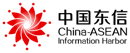 中国东信
China-ASEAN
Information Harbor